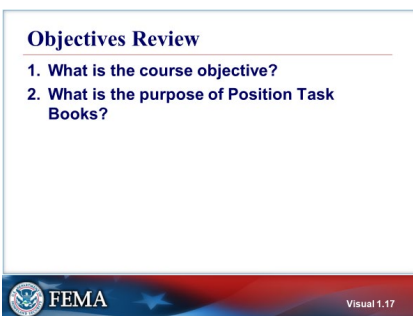 Objectives Review
1. What is the course objective?
2. What is the purpose of Position Task
Books?
FEMA
Visual 1.17